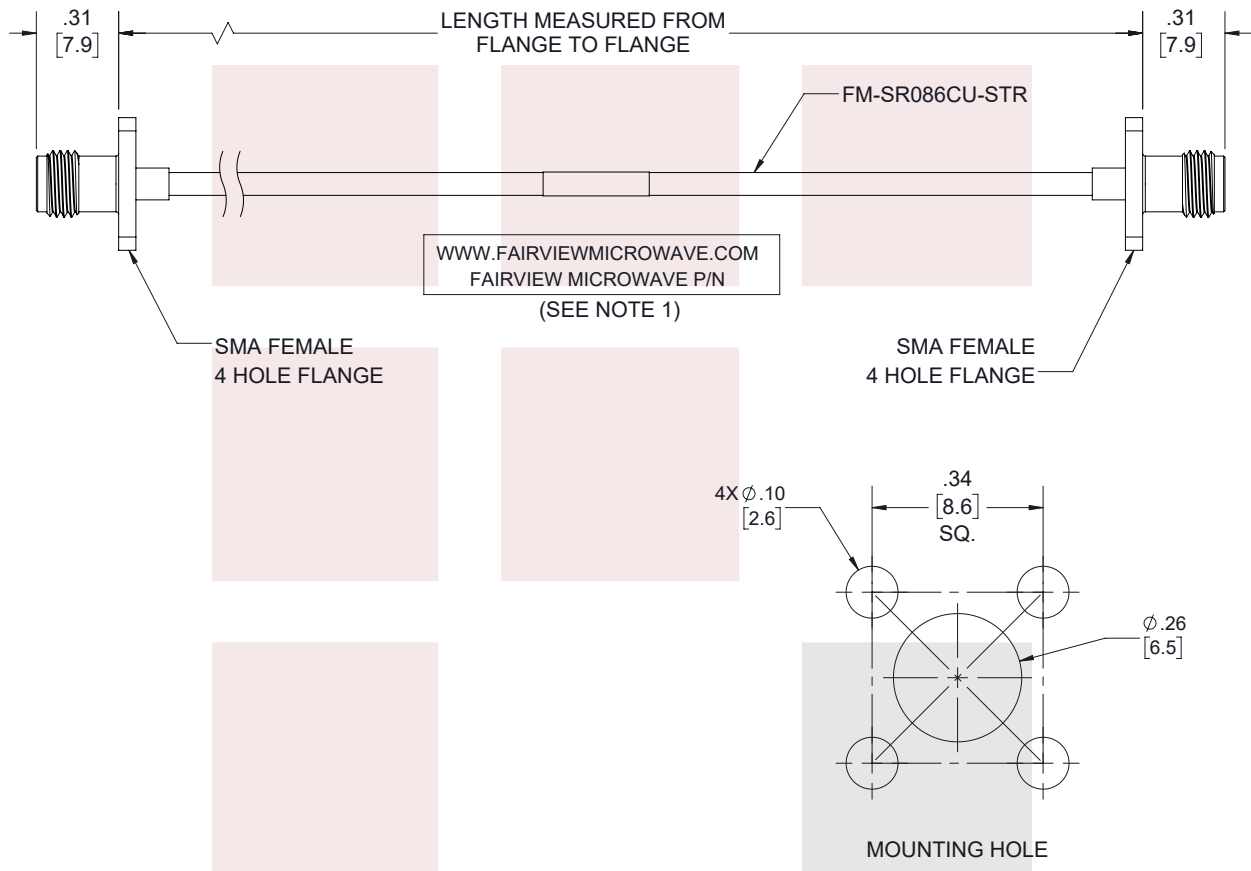 .31
[7.9]
LENGTH MEASURED FROM
FLANGE TO FLANGE
.31
[7.9]
FM-SR086CU-STR
WWW.FAIRVIEWMICROWAVE.COM
FAIRVIEW MICROWAVE P/N
(SEE NOTE 1)
SMA FEMALE
4 HOLE FLANGE
SMA FEMALE
4 HOLE FLANGE
4X ∅.10
[2.6]
.34
[8.6]
SQ.
∅.26
[6.5]
MOUNTING HOLE